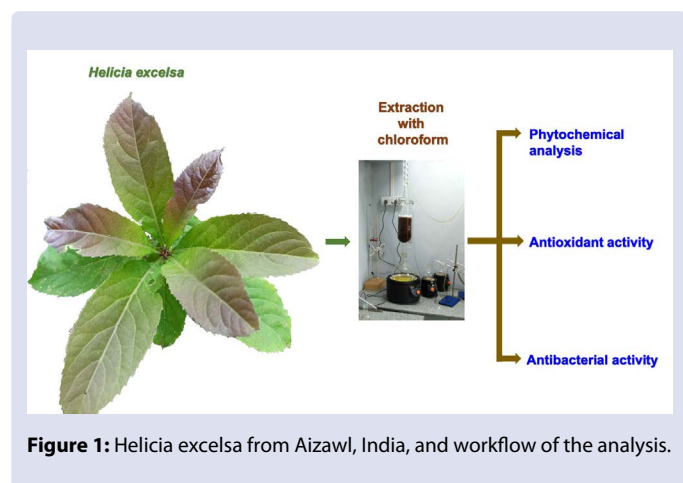 Helicia excelsa
Extraction
with
chloroform
Phytochemical
analysis
Antioxidant activity
Antibacterial activity
Figure 1: Helicia excelsa from Aizawl, India, and workflow of the analysis.